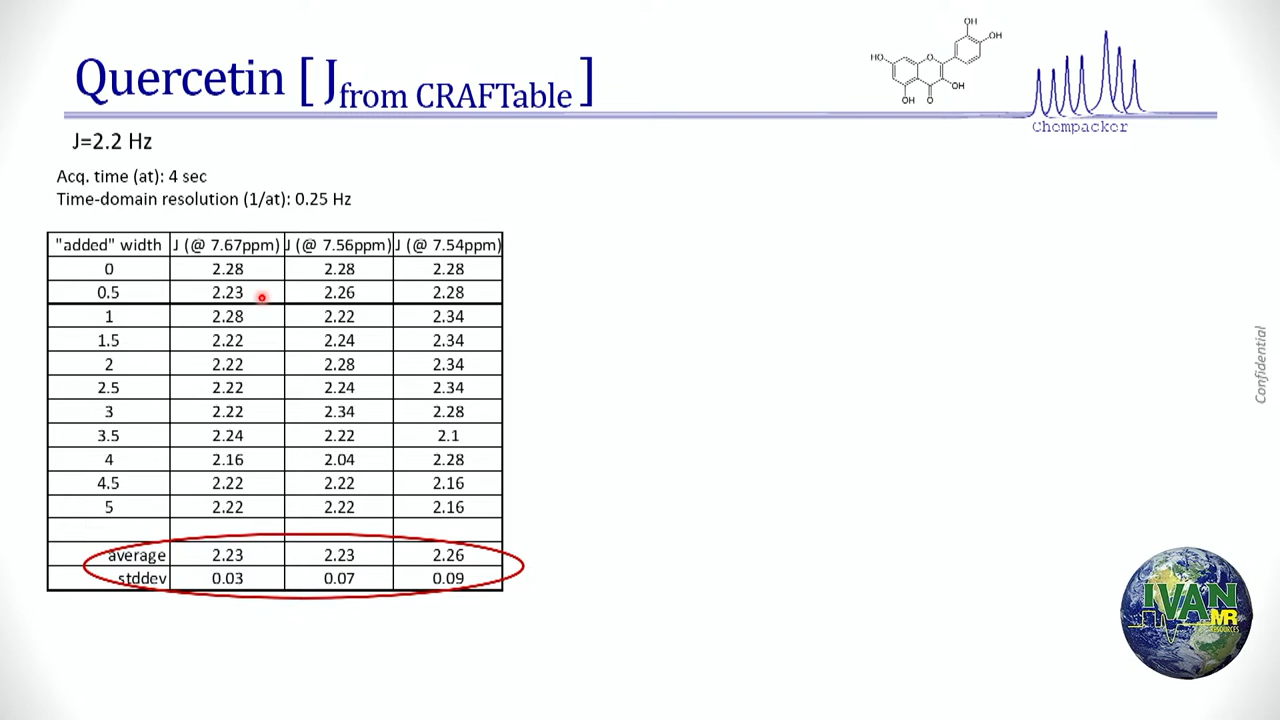 Quercetin [ Jfrom CRAFTable ]
HO
O
OH
OH
OH
OH
O
Chempacker
J=2.2 Hz
Acq. time (at): 4 sec
Time-domain resolution (1/at): 0.25 Hz
"added" width J (@ 7.67ppm) J (@ 7.56ppm) J (@ 7.54ppm)
0 2.28 2.28 2.28
0.5 2.23 2.26 2.28
1 2.28 2.22 2.34
1.5 2.22 2.24 2.34
2 2.22 2.28 2.34
2.5 2.22 2.24 2.34
3 2.22 2.34 2.28
3.5 2.24 2.22 2.1
4 2.16 2.04 2.28
4.5 2.22 2.22 2.16
5 2.22 2.22 2.16
average 2.23 2.23 2.26
stddev 0.03 0.07 0.09
Confidential
IVAN
MR
RESOURCES